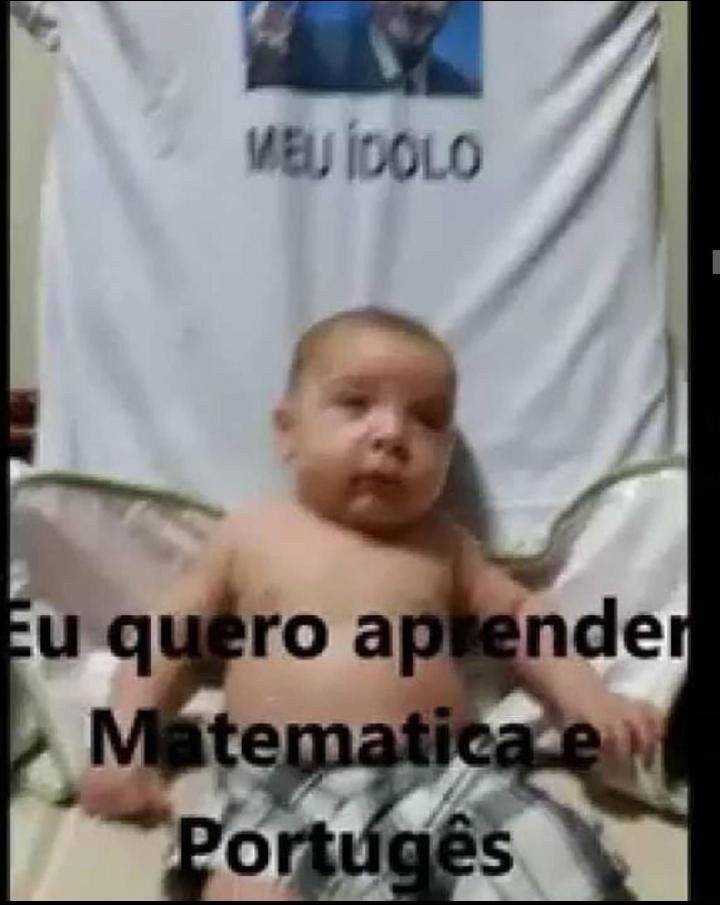 MEU ÍDOLO
Eu quero aprender
Matematica e
Portugês